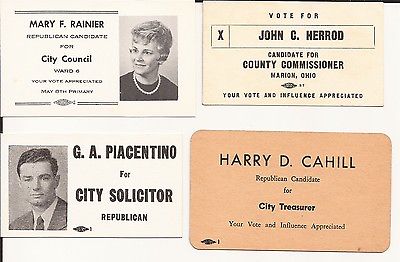 MARY F. RAINIER
REPUBLICAN CANDIDATE
FOR
City Council
WARD 6
YOUR VOTE APPRECIATED
MAY 8TH PRIMARY
VOTE FOR
X JOHN C. HERROD
CANDIDATE FOR
COUNTY COMMISSIONER
MARION, OHIO
YOUR VOTE AND INFLUENCE APPRECIATED
G. A. PIACENTINO
For
CITY SOLICITOR
REPUBLICAN
HARRY D. CAHILL
Republican Candidate
for
City Treasurer
Your Vote and Influence Appreciated